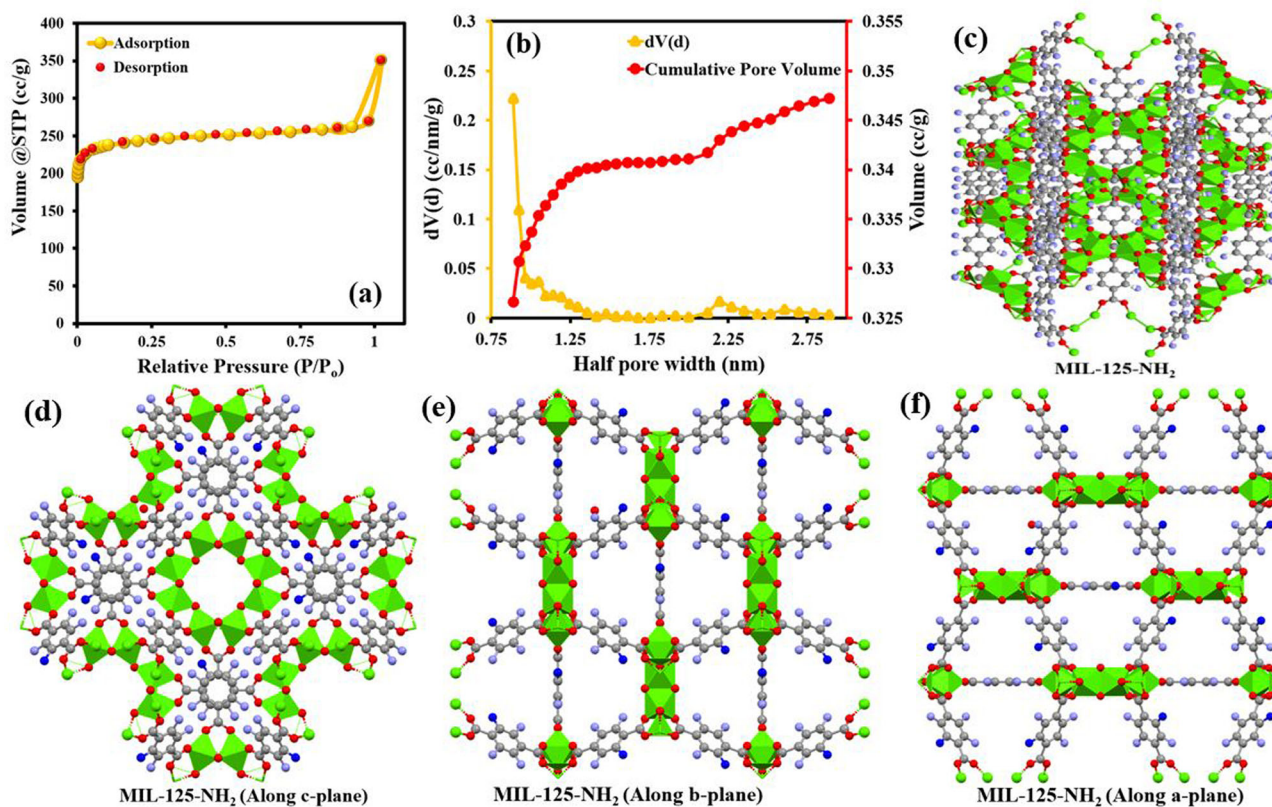 400
350
300
250
200
150
100
50
0
Volume @STP (cc/g)
Adsorption
Desorption
(a)
0
0.25
0.5
0.75
1
Relative Pressure (P/Po)
0.3
0.25
0.2
0.15
0.1
0.05
0
dV(d) (cc/nm/g)
(b)
dV(d)
Cumulative Pore Volume
0.355
0.35
0.345
0.34
0.335
0.33
0.325
Volume (cc/g)
0.75
1.25
1.75
2.25
2.75
Half pore width (nm)
(c)
MIL-125-NH2
(d)
MIL-125-NH2 (Along c-plane)
(e)
MIL-125-NH2 (Along b-plane)
(f)
MIL-125-NH2 (Along a-plane)